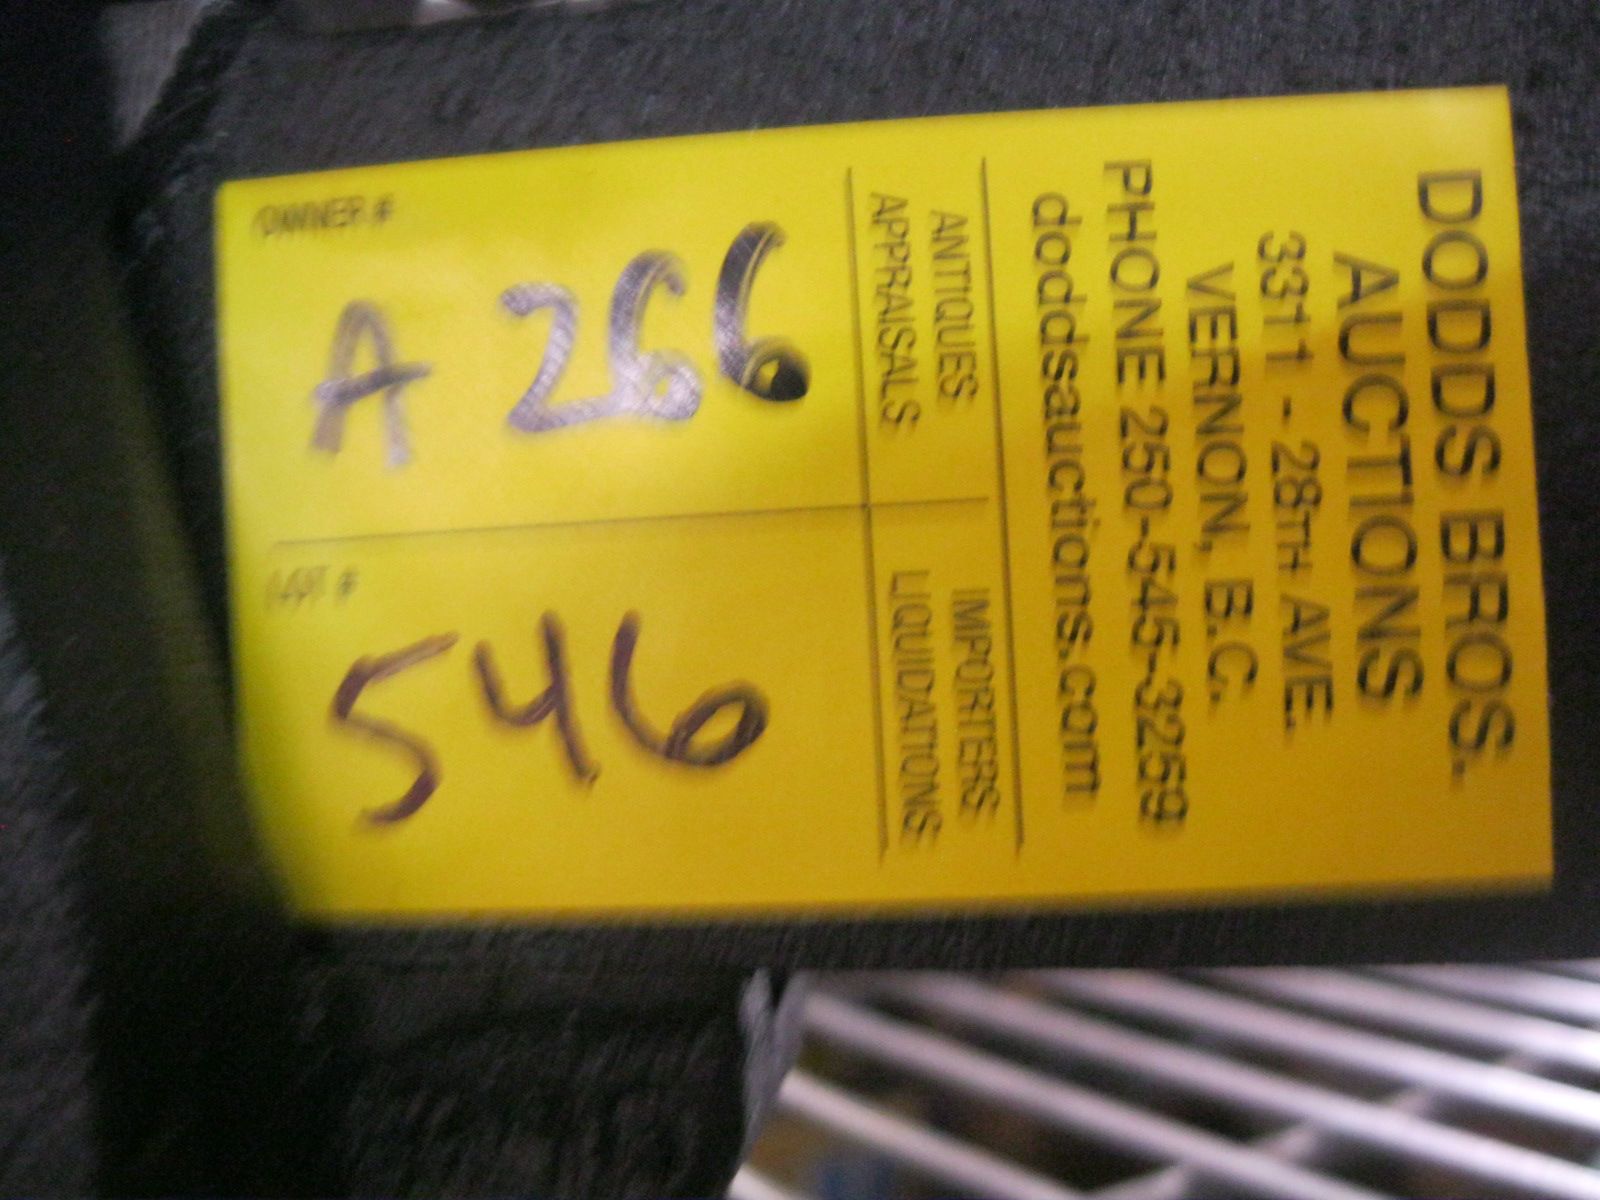 DODDS BROS.
AUCTIONS
3311 - 28TH AVE.
VERNON, B.C.
PHONE 250-545-3259
doddsauctions.com
ANTIQUES IMPORTERS
APPRAISALS LIQUIDATIONS
OWNER #
A 266
LOT #
546